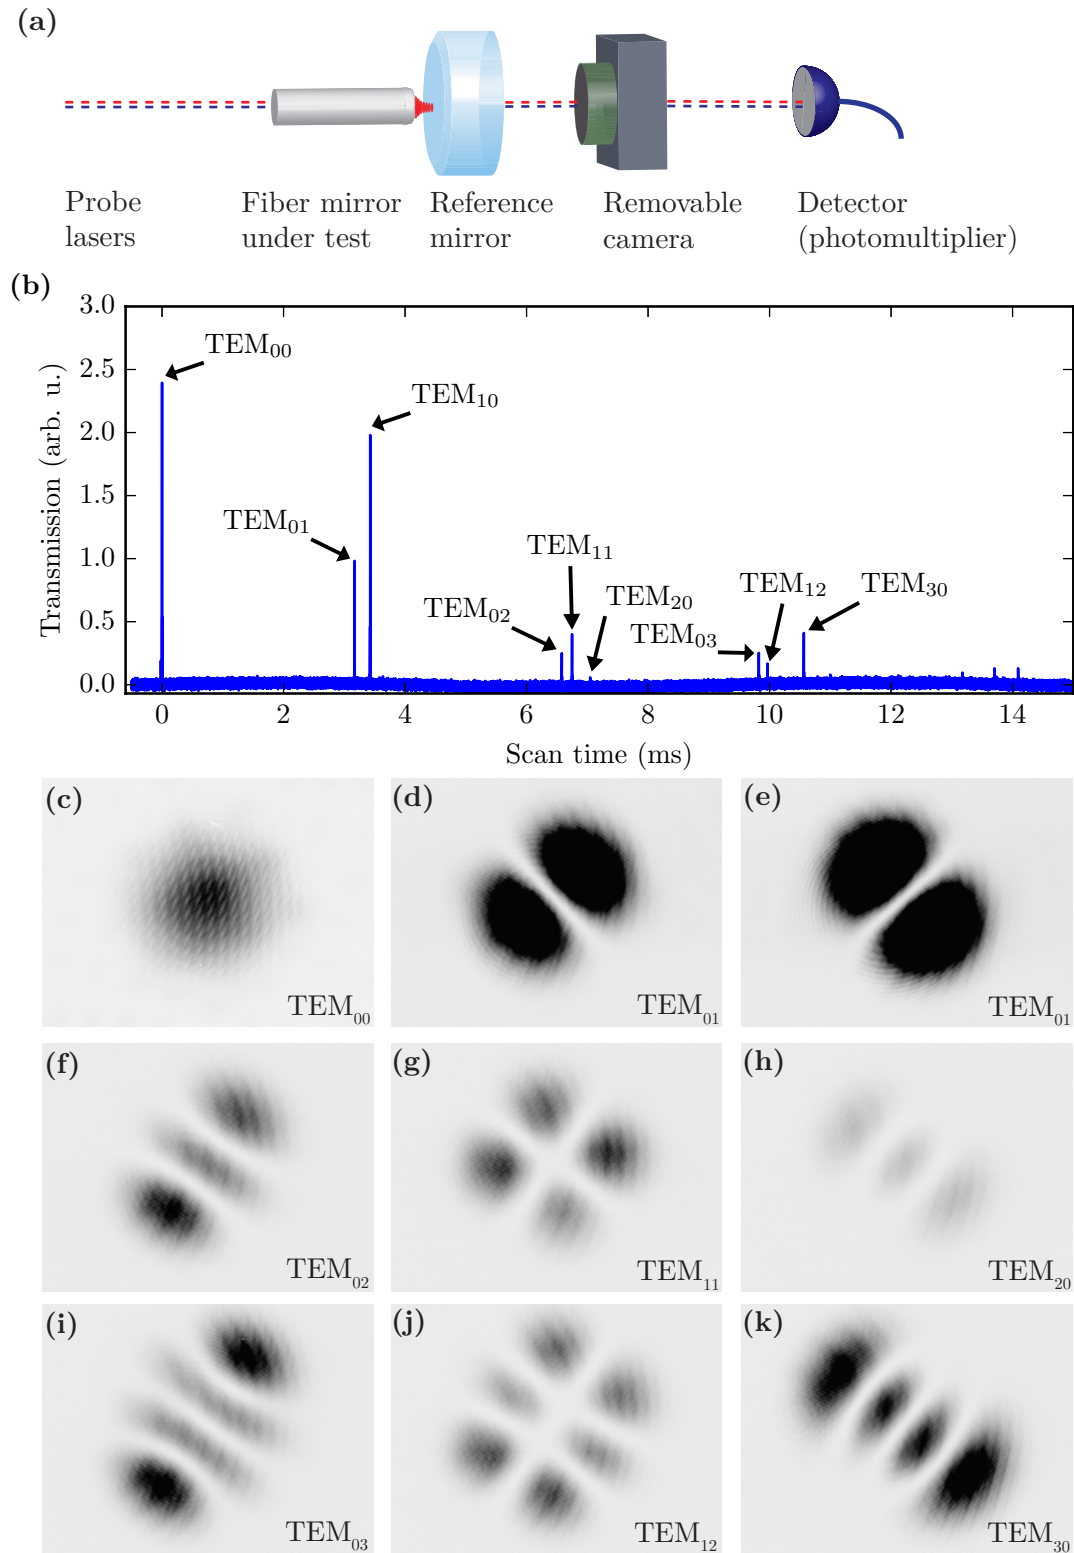 (a)
Probe lasers
Fiber mirror under test
Reference mirror
Removable camera
Detector (photomultiplier)
(b)
Transmission (arb. u.)
3.0
2.5
2.0
1.5
1.0
0.5
0.0
TEM00
TEM10
TEM01
TEM11
TEM02
TEM20
TEM03
TEM12
TEM30
0 2 4 6 8 10 12 14
Scan time (ms)
(c)
TEM00
(d)
TEM01
(e)
TEM01
(f)
TEM02
(g)
TEM11
(h)
TEM20
(i)
TEM03
(j)
TEM12
(k)
TEM30